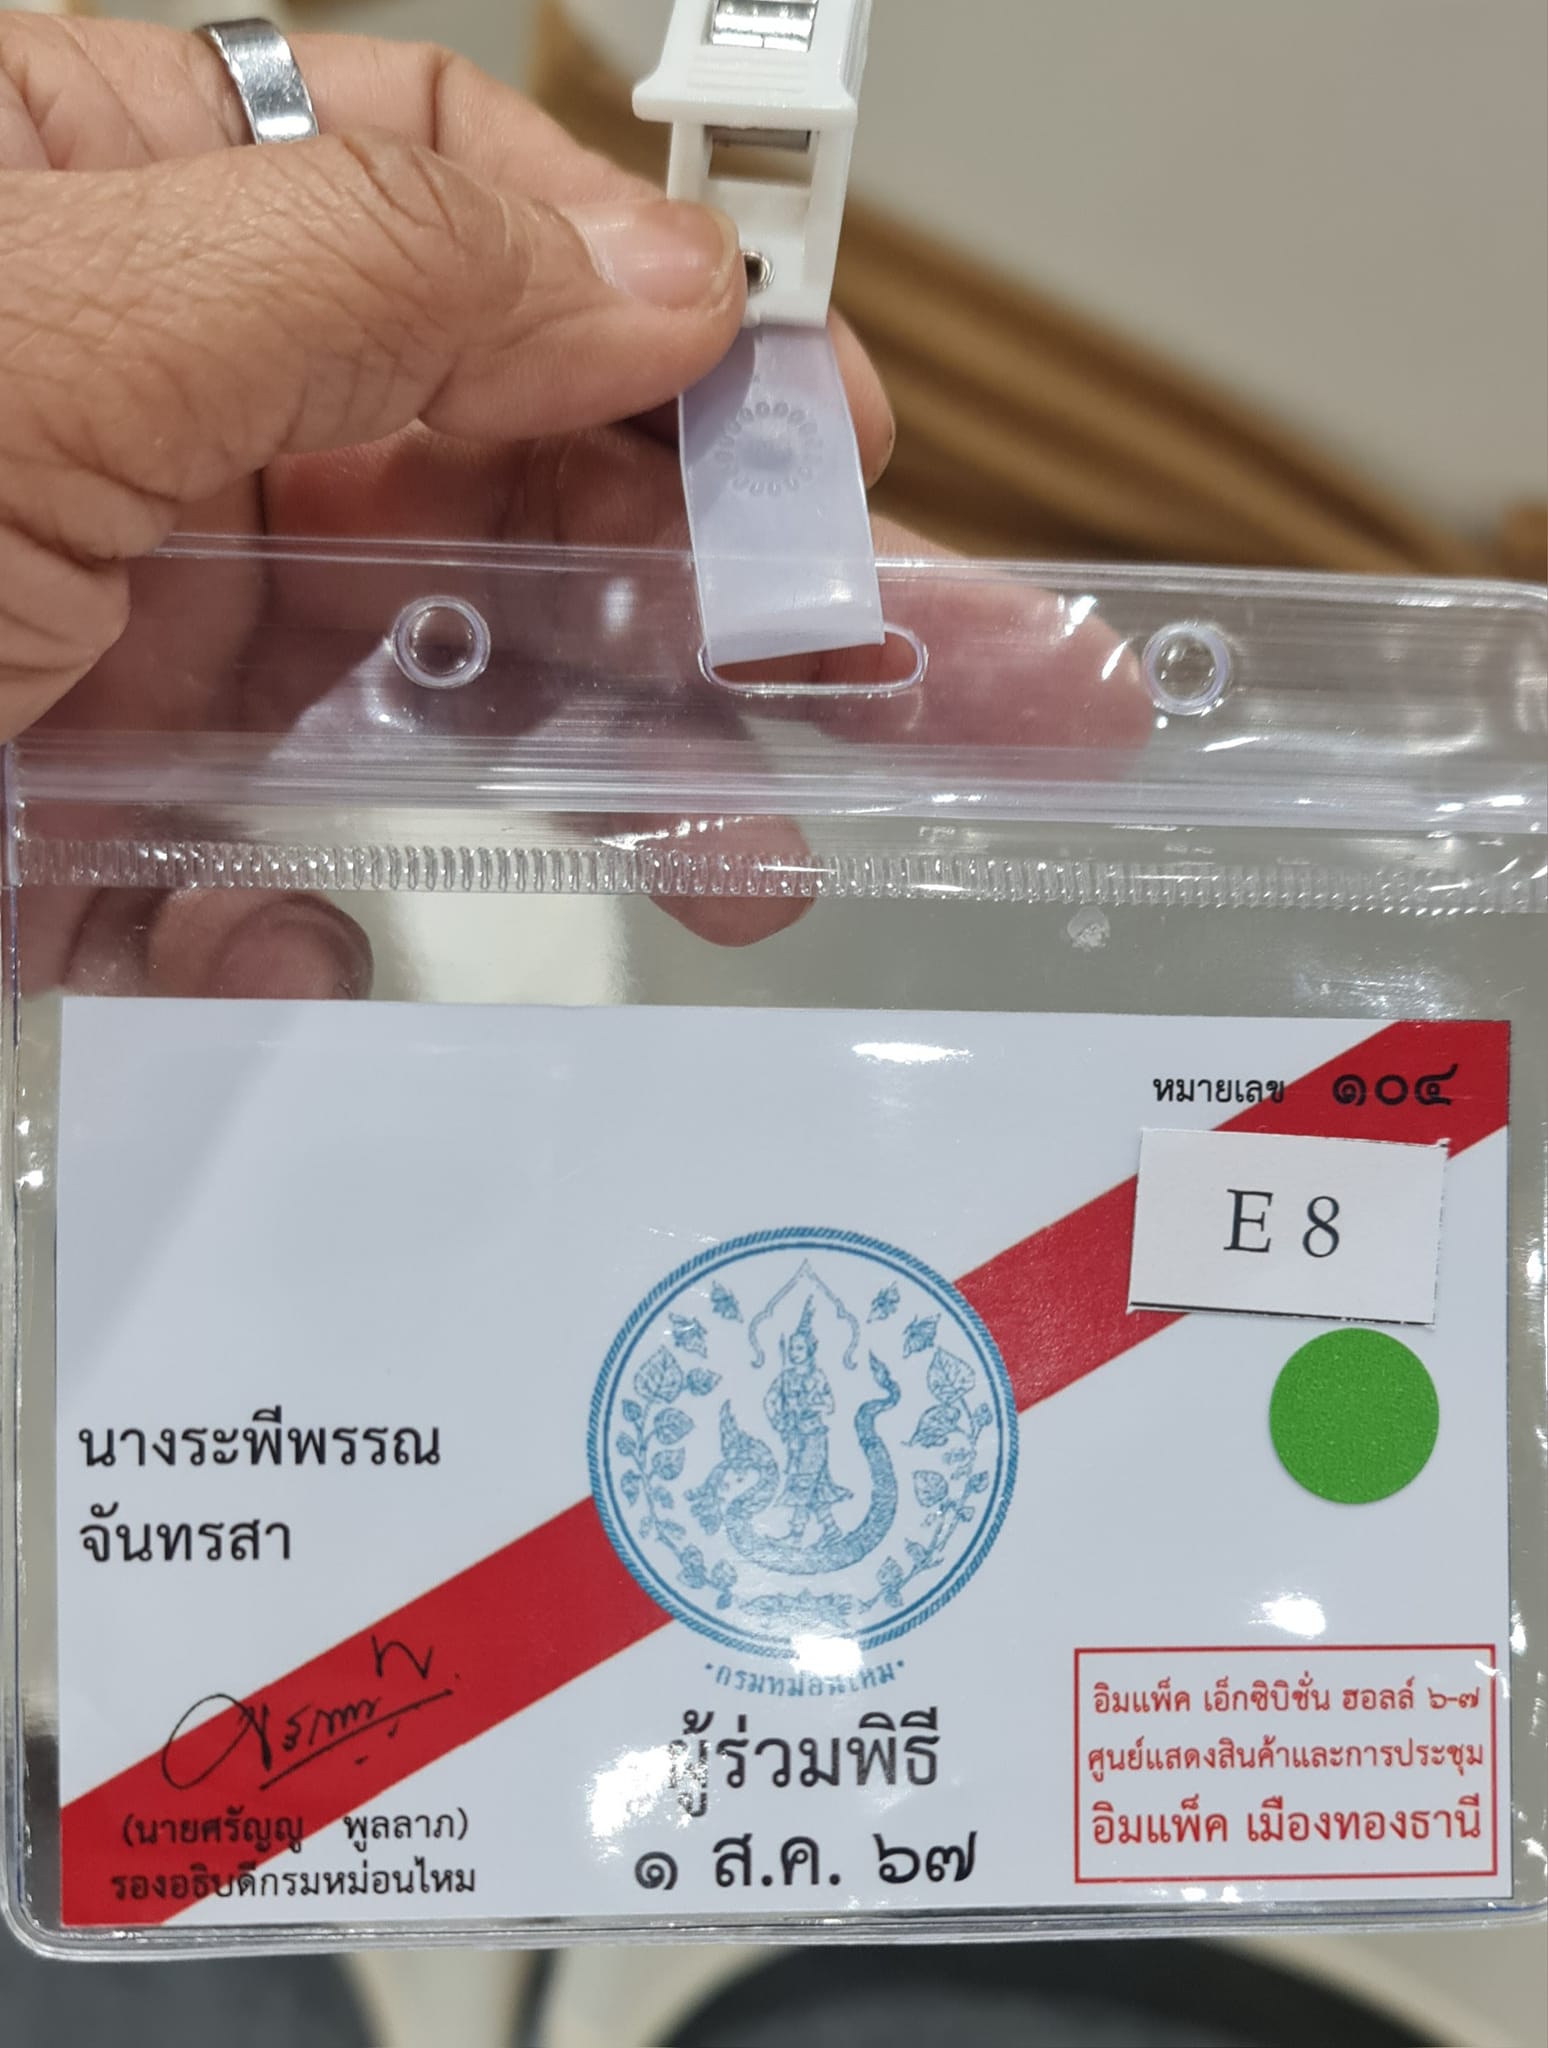 หมายเลข ๑๐๔
E 8
นางระพีพรรณ
จันทรสา
·กรมหม่อนไหม·
ผู้ร่วมพิธี
๑ ส.ค. ๖๗
(นายศรัญญู พูลลาภ)
รองอธิบดีกรมหม่อนไหม
อิมแพ็ค เอ็กซิบิชั่น ฮอลล์ ๖-๗
ศูนย์แสดงสินค้าและการประชุม
อิมแพ็ค เมืองทองธานี